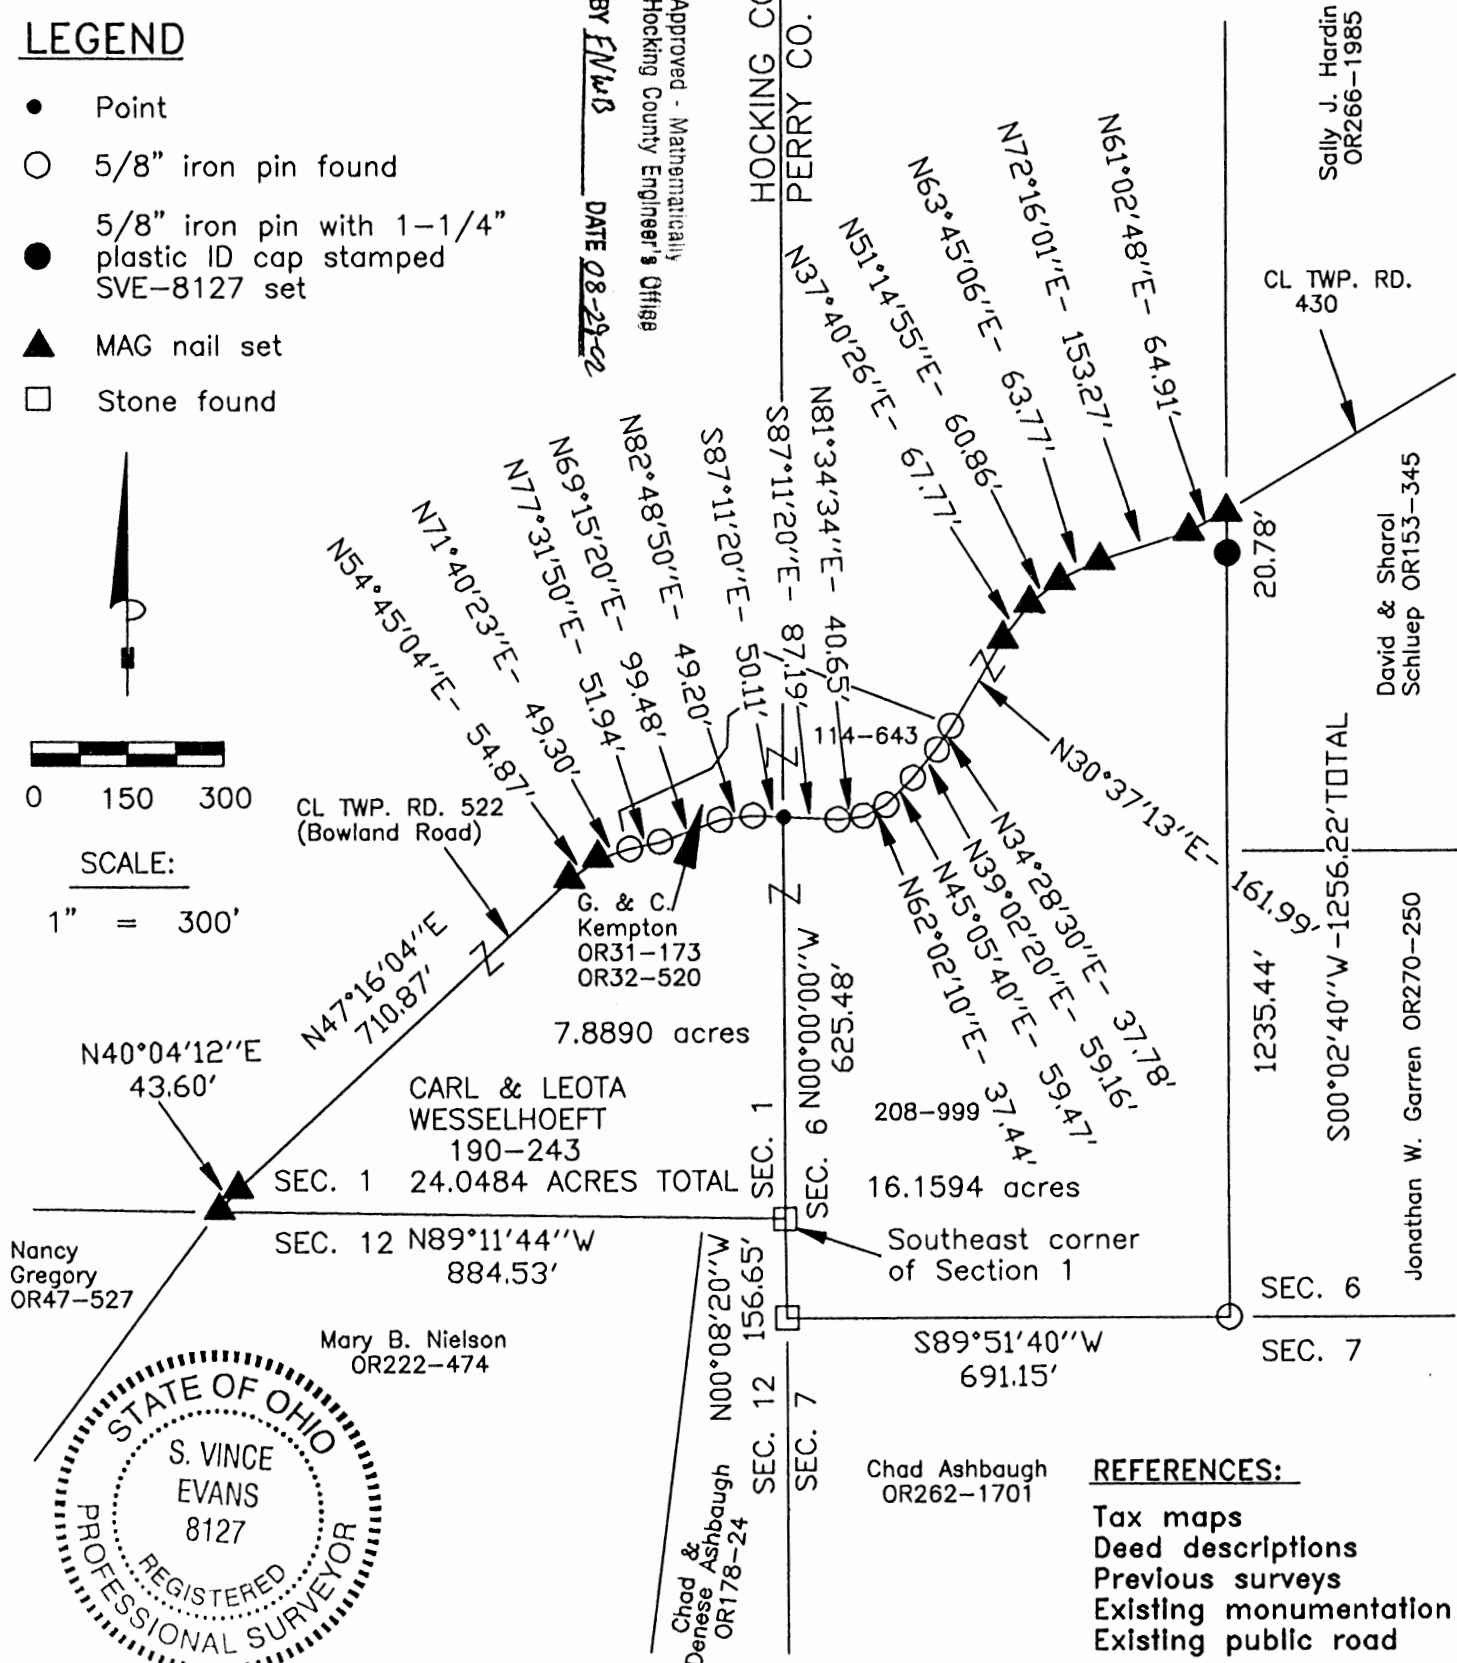 LEGEND
Point
5/8" iron pin found
5/8" iron pin with 1-1/4"
plastic ID cap stamped
SVE-8127 set
MAG nail set
Stone found
Approved - Mathematically
Hocking County Engineer's Office
BY FNWB DATE 08-29-02
HOCKING CO
PERRY CO.
Sally J. Hardin
OR266-1985
CL TWP. RD.
430
N54°45'04"E- 54.87'
N71°40'23"E- 49.30'
N77°31'50"E- 51.94'
N69°15'20"E- 99.48'
N82°48'50"E- 49.20'
S87°11'20"E- 50.11'
S87°11'20"E- 87.19'
N81°34'34"E- 40.65'
N37°40'26"E- 67.77'
N51°14'55"E- 60.86'
N63°45'06"E- 63.77'
N72°16'01"E- 153.27'
N61°02'48"E- 64.91'
20.78'
David & Sharol
Schluep OR153-345
0 150 300
SCALE:
1" = 300'
CL TWP. RD. 522
(Bowland Road)
114-643
N30°37'13"E- 161.99'
N34°28'30"E- 37.78'
N39°02'20"E- 59.16'
N45°05'40"E- 59.47'
N62°02'10"E- 37.44'
G. & C.
Kempton
OR31-173
OR32-520
7.8890 acres
N47°16'04"E
710.87'
N40°04'12"E
43.60'
CARL & LEOTA
WESSELHOEFT
190-243
24.0484 ACRES TOTAL
SEC. 1
SEC. 1
SEC. 6
N00°00'00"W
625.48'
208-999
16.1594 acres
1235.44'
S00°02'40"W-1256.22'TOTAL
Jonathan W. Garren OR270-250
SEC. 12
N89°11'44"W
884.53'
Southeast corner
of Section 1
Nancy
Gregory
OR47-527
Mary B. Nielson
OR222-474
N00°08'20"W
156.65'
SEC. 6
SEC. 7
S89°51'40"W
691.15'
SEC. 12
SEC. 7
Chad &
Denese Ashbaugh
OR178-24
Chad Ashbaugh
OR262-1701
STATE OF OHIO
S. VINCE
EVANS
8127
REGISTERED
PROFESSIONAL SURVEYOR
REFERENCES:
Tax maps
Deed descriptions
Previous surveys
Existing monumentation
Existing public road